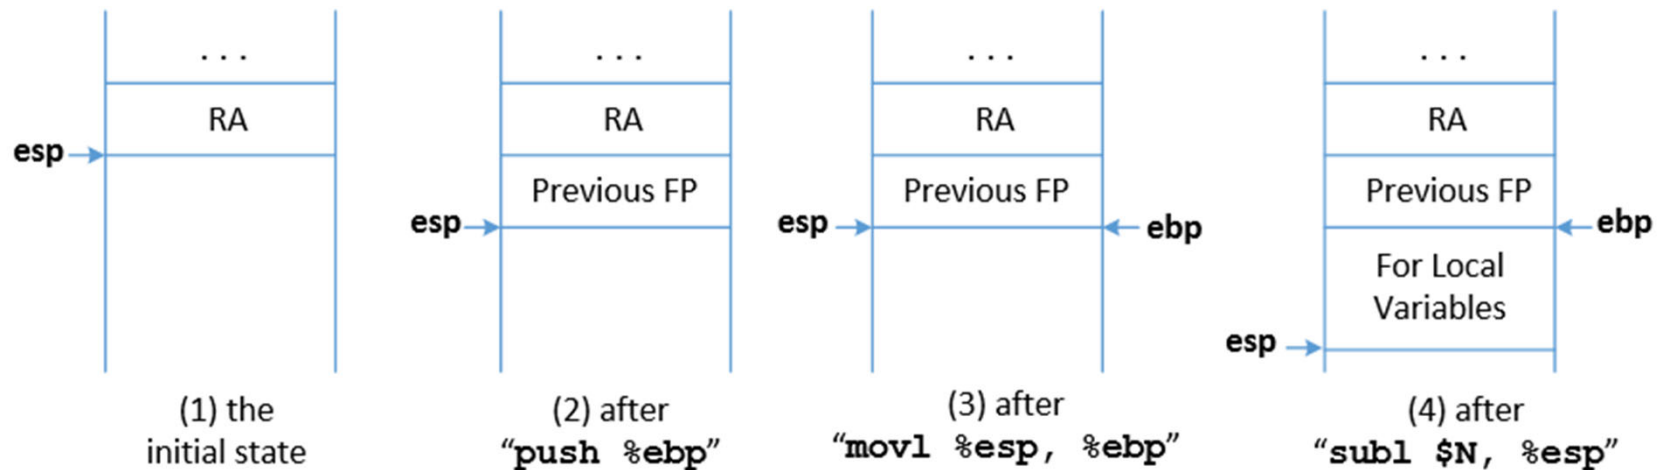 . . .
RA
esp
(1) the
initial state
. . .
RA
Previous FP
esp
(2) after
“push %ebp”
. . .
RA
Previous FP
esp
ebp
(3) after
“movl %esp, %ebp”
. . .
RA
Previous FP
ebp
For Local
Variables
esp
(4) after
“subl $N, %esp”